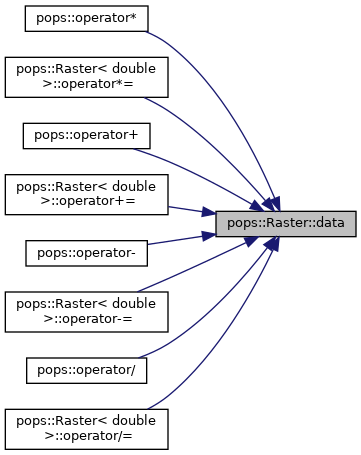 pops::operator*
pops::Raster< double
>::operator*=
pops::operator+
pops::Raster< double
>::operator+=
pops::Raster::data
pops::operator-
pops::Raster< double
>::operator-=
pops::operator/
pops::Raster< double
>::operator/=